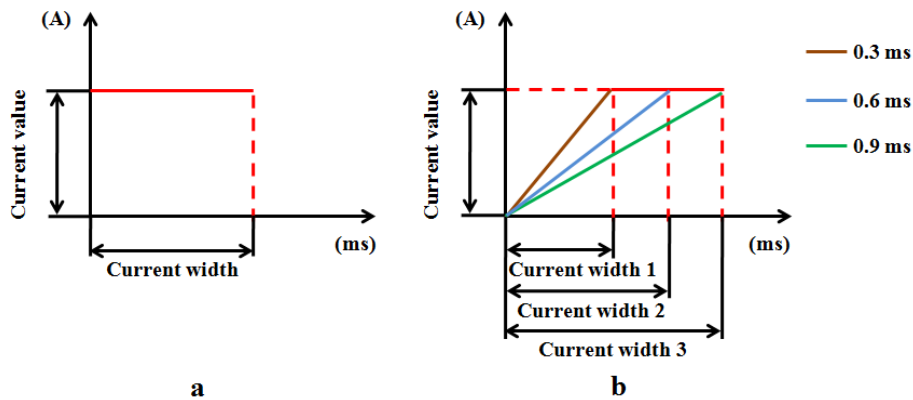 (A)
Current value
(ms)
Current width
a
(A)
Current value
(ms)
Current width 1
Current width 2
Current width 3
b
0.3 ms
0.6 ms
0.9 ms